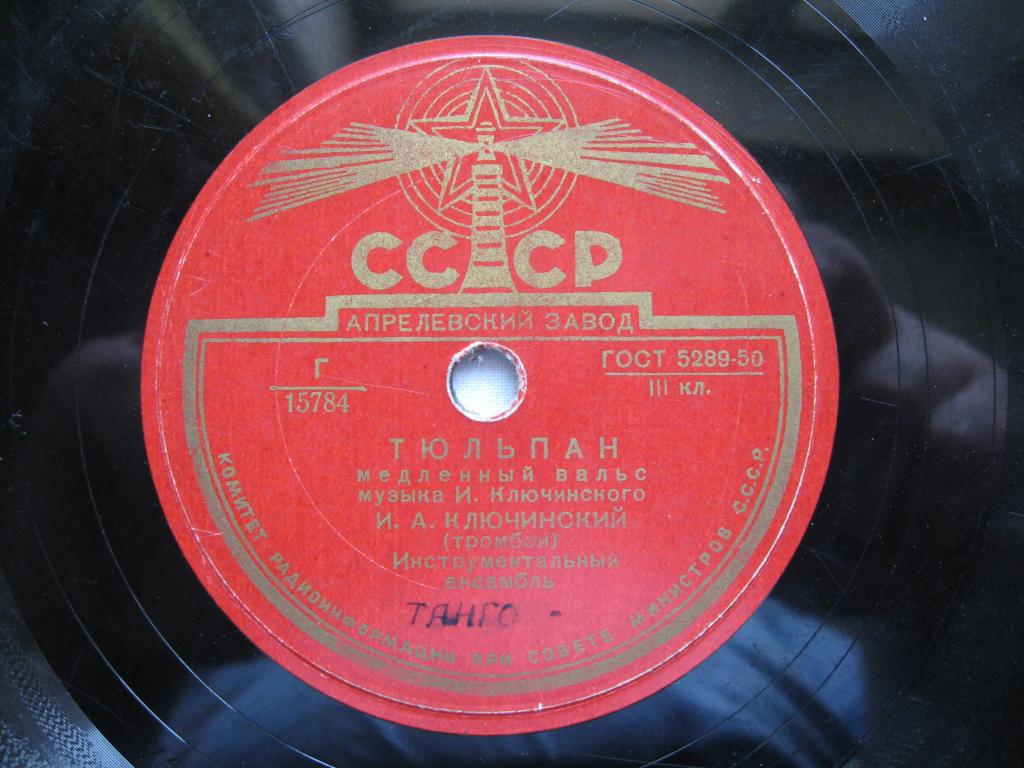 СССР
АПРЕЛЕВСКИЙ ЗАВОД
Г
15784
ГОСТ 5289-50
III кл.
ТЮЛЬПАН
медленный вальс
музыка И. Ключинского
И. А. КЛЮЧИНСКИЙ
(тромбон)
Инструментальный
ансамбль
ТАНГО -
КОМИТЕТ РАДИОИНФОРМАЦИИ ПРИ СОВЕТЕ МИНИСТРОВ С.С.С.Р.